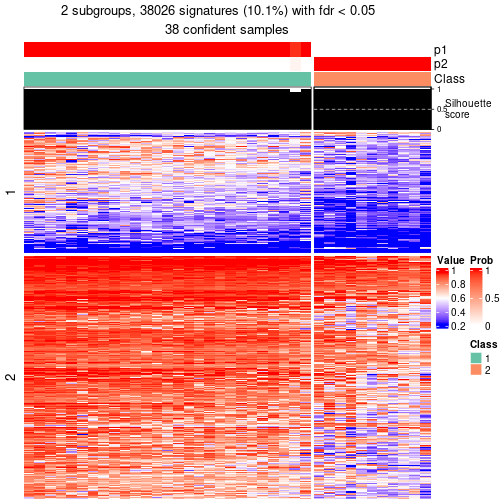 2 subgroups, 38026 signatures (10.1%) with fdr < 0.05
38 confident samples
p1
p2
Class
1
0.5
0
Silhouette
score
1
2
Value
1
0.8
0.6
0.4
0.2
Prob
1
0.5
0
Class
1
2